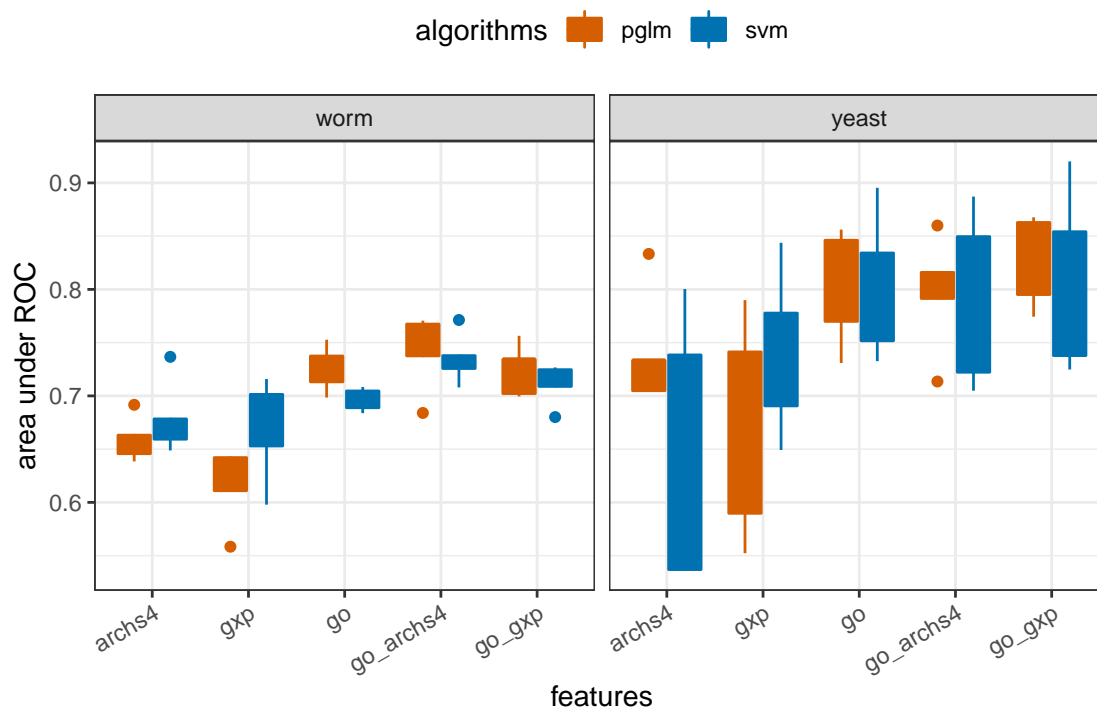 algorithms pglm svm
worm yeast
0.9
0.8
0.7
0.6
area under ROC
archs4 gxp go go_archs4 go_gxp archs4 gxp go go_archs4 go_gxp
features